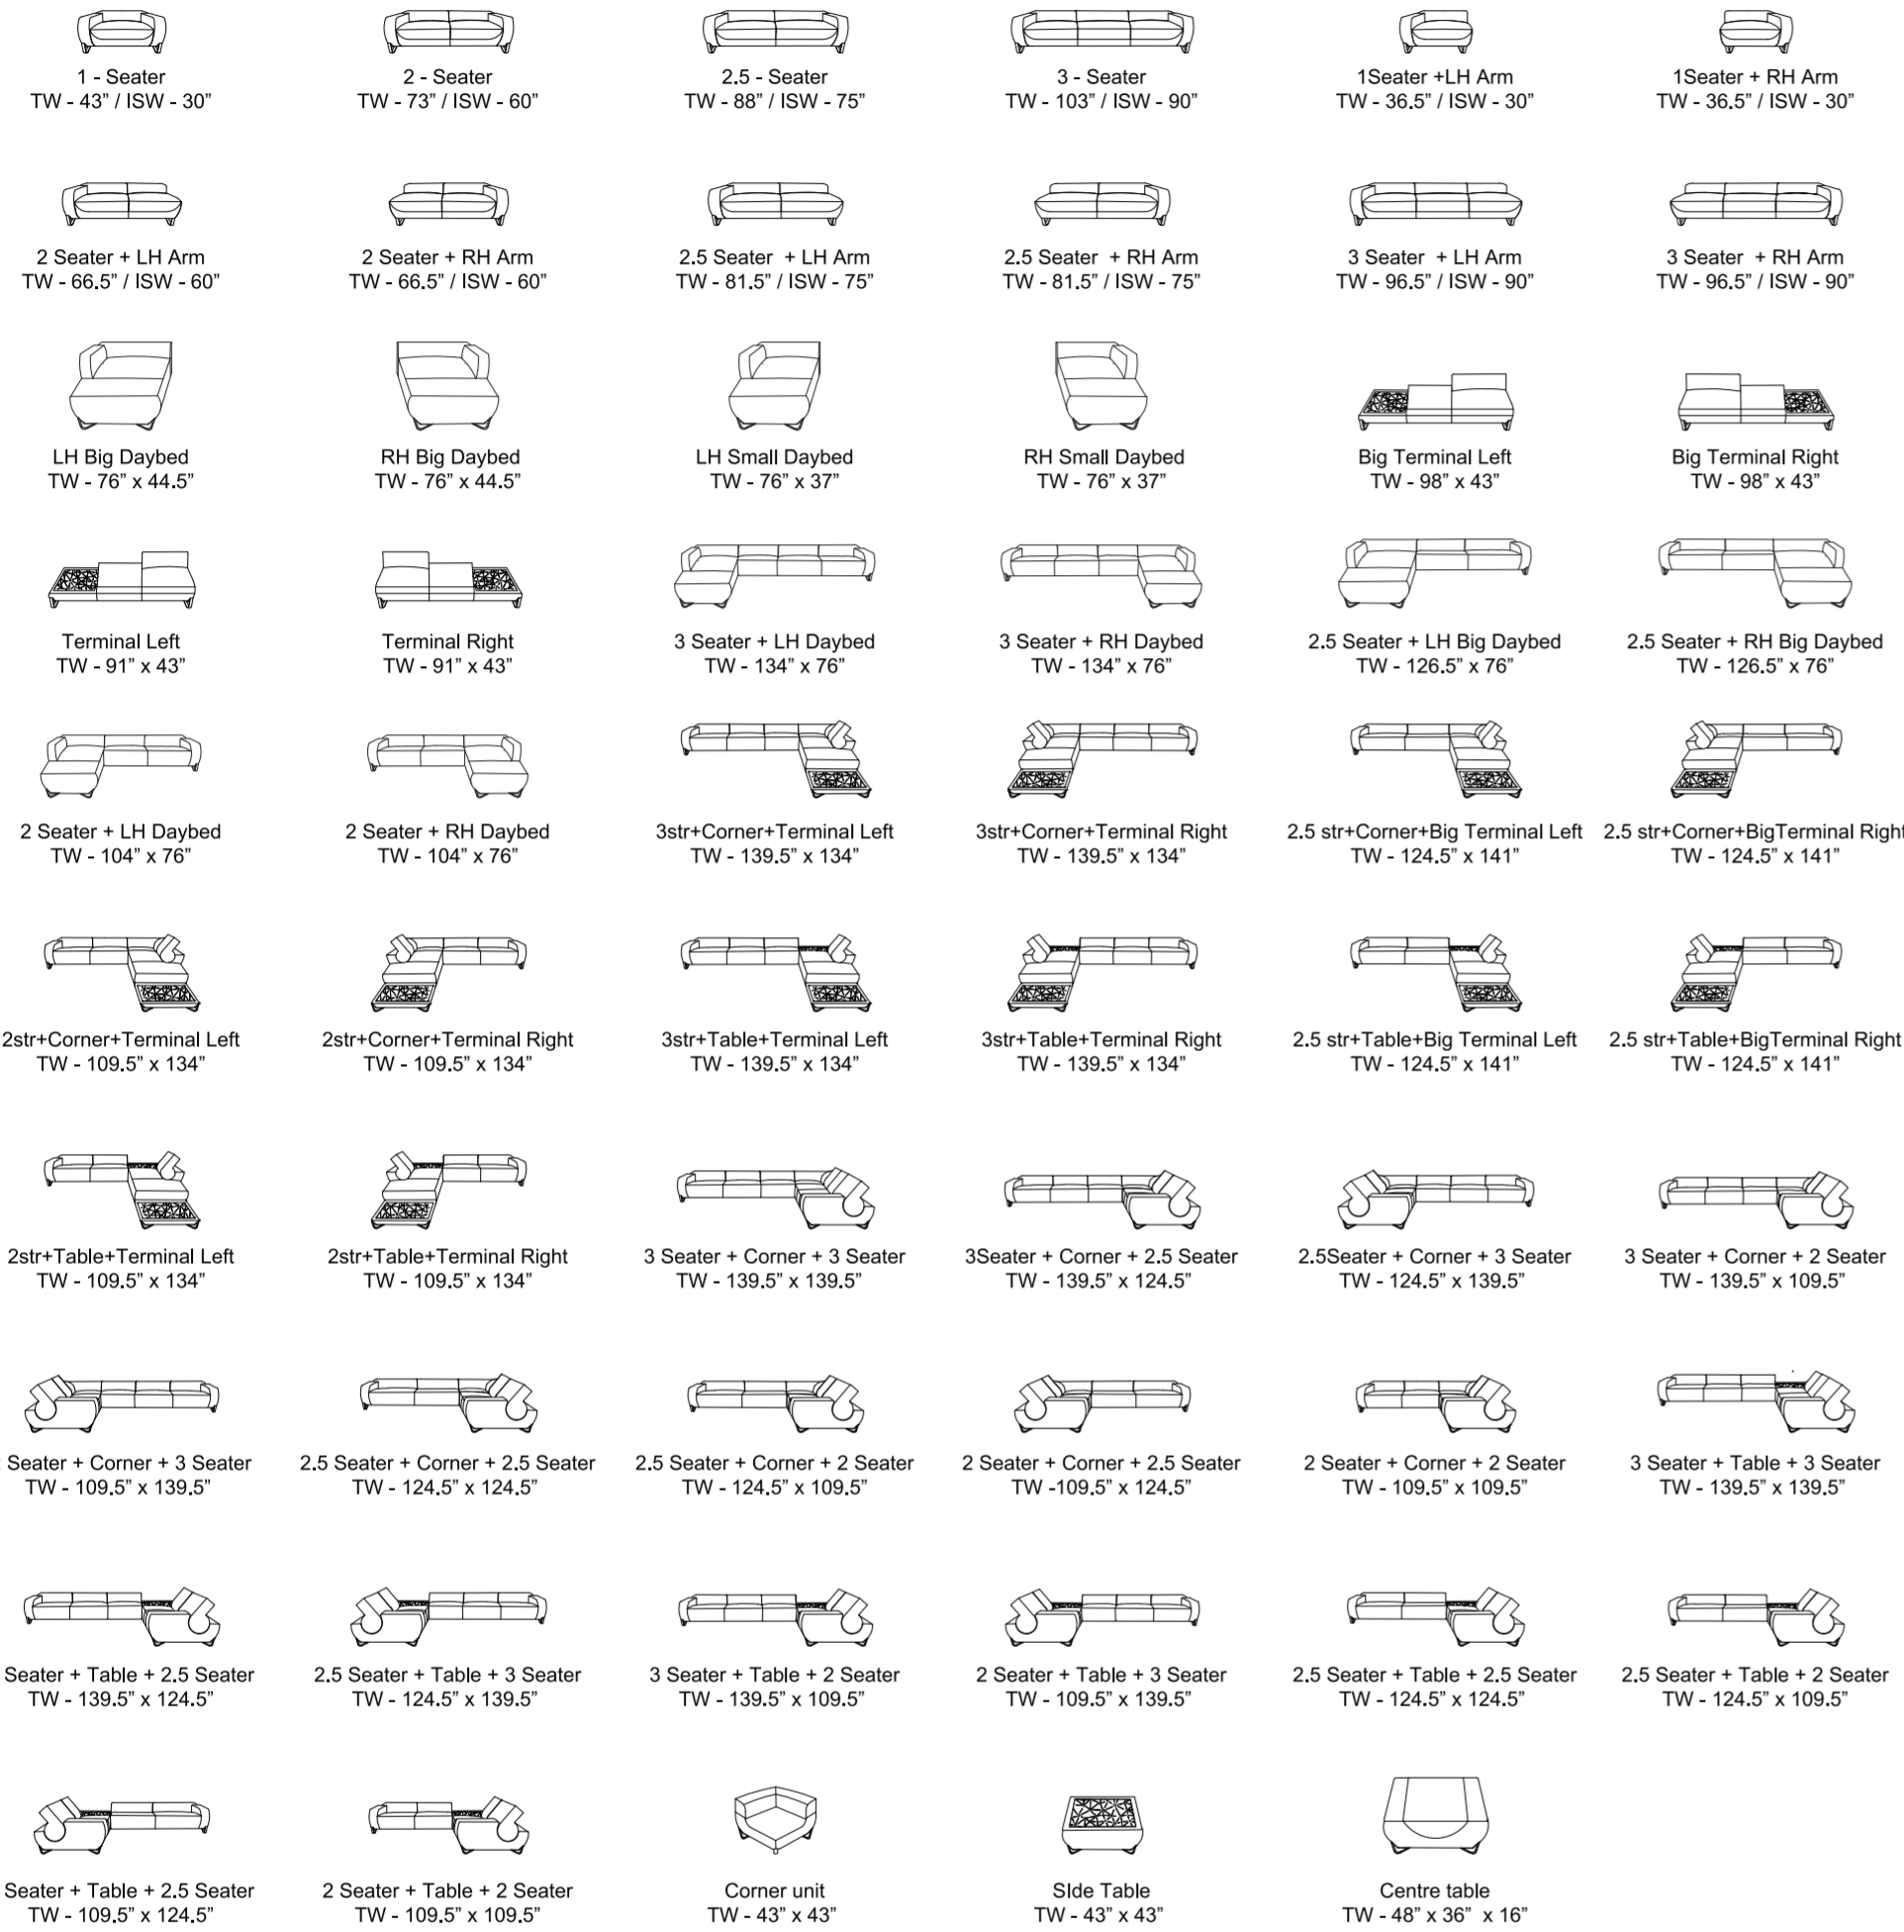 1 - Seater
TW - 43” / ISW - 30”
2 - Seater
TW - 73” / ISW - 60”
2.5 - Seater
TW - 88” / ISW - 75”
3 - Seater
TW - 103” / ISW - 90”
1Seater +LH Arm
TW - 36.5” / ISW - 30”
1Seater + RH Arm
TW - 36.5” / ISW - 30”
2 Seater + LH Arm
TW - 66.5” / ISW - 60”
2 Seater + RH Arm
TW - 66.5” / ISW - 60”
2.5 Seater + LH Arm
TW - 81.5” / ISW - 75”
2.5 Seater + RH Arm
TW - 81.5” / ISW - 75”
3 Seater + LH Arm
TW - 96.5” / ISW - 90”
3 Seater + RH Arm
TW - 96.5” / ISW - 90”
LH Big Daybed
TW - 76” x 44.5”
RH Big Daybed
TW - 76” x 44.5”
LH Small Daybed
TW - 76” x 37”
RH Small Daybed
TW - 76” x 37”
Big Terminal Left
TW - 98” x 43”
Big Terminal Right
TW - 98” x 43”
Terminal Left
TW - 91” x 43”
Terminal Right
TW - 91” x 43”
3 Seater + LH Daybed
TW - 134” x 76”
3 Seater + RH Daybed
TW - 134” x 76”
2.5 Seater + LH Big Daybed
TW - 126.5” x 76”
2.5 Seater + RH Big Daybed
TW - 126.5” x 76”
2 Seater + LH Daybed
TW - 104” x 76”
2 Seater + RH Daybed
TW - 104” x 76”
3str+Corner+Terminal Left
TW - 139.5” x 134”
3str+Corner+Terminal Right
TW - 139.5” x 134”
2.5 str+Corner+Big Terminal Left
TW - 124.5” x 141”
2.5 str+Corner+BigTerminal Right
TW - 124.5” x 141”
2str+Corner+Terminal Left
TW - 109.5” x 134”
2str+Corner+Terminal Right
TW - 109.5” x 134”
3str+Table+Terminal Left
TW - 139.5” x 134”
3str+Table+Terminal Right
TW - 139.5” x 134”
2.5 str+Table+Big Terminal Left
TW - 124.5” x 141”
2.5 str+Table+BigTerminal Right
TW - 124.5” x 141”
2str+Table+Terminal Left
TW - 109.5” x 134”
2str+Table+Terminal Right
TW - 109.5” x 134”
3 Seater + Corner + 3 Seater
TW - 139.5” x 139.5”
3Seater + Corner + 2.5 Seater
TW - 139.5” x 124.5”
2.5Seater + Corner + 3 Seater
TW - 124.5” x 139.5”
3 Seater + Corner + 2 Seater
TW - 139.5” x 109.5”
Seater + Corner + 3 Seater
TW - 109.5” x 139.5”
2.5 Seater + Corner + 2.5 Seater
TW - 124.5” x 124.5”
2.5 Seater + Corner + 2 Seater
TW - 124.5” x 109.5”
2 Seater + Corner + 2.5 Seater
TW -109.5” x 124.5”
2 Seater + Corner + 2 Seater
TW - 109.5” x 109.5”
3 Seater + Table + 3 Seater
TW - 139.5” x 139.5”
Seater + Table + 2.5 Seater
TW - 139.5” x 124.5”
2.5 Seater + Table + 3 Seater
TW - 124.5” x 139.5”
3 Seater + Table + 2 Seater
TW - 139.5” x 109.5”
2 Seater + Table + 3 Seater
TW - 109.5” x 139.5”
2.5 Seater + Table + 2.5 Seater
TW - 124.5” x 124.5”
2.5 Seater + Table + 2 Seater
TW - 124.5” x 109.5”
Seater + Table + 2.5 Seater
TW - 109.5” x 124.5”
2 Seater + Table + 2 Seater
TW - 109.5” x 109.5”
Corner unit
TW - 43” x 43”
SIde Table
TW - 43” x 43”
Centre table
TW - 48” x 36” x 16”